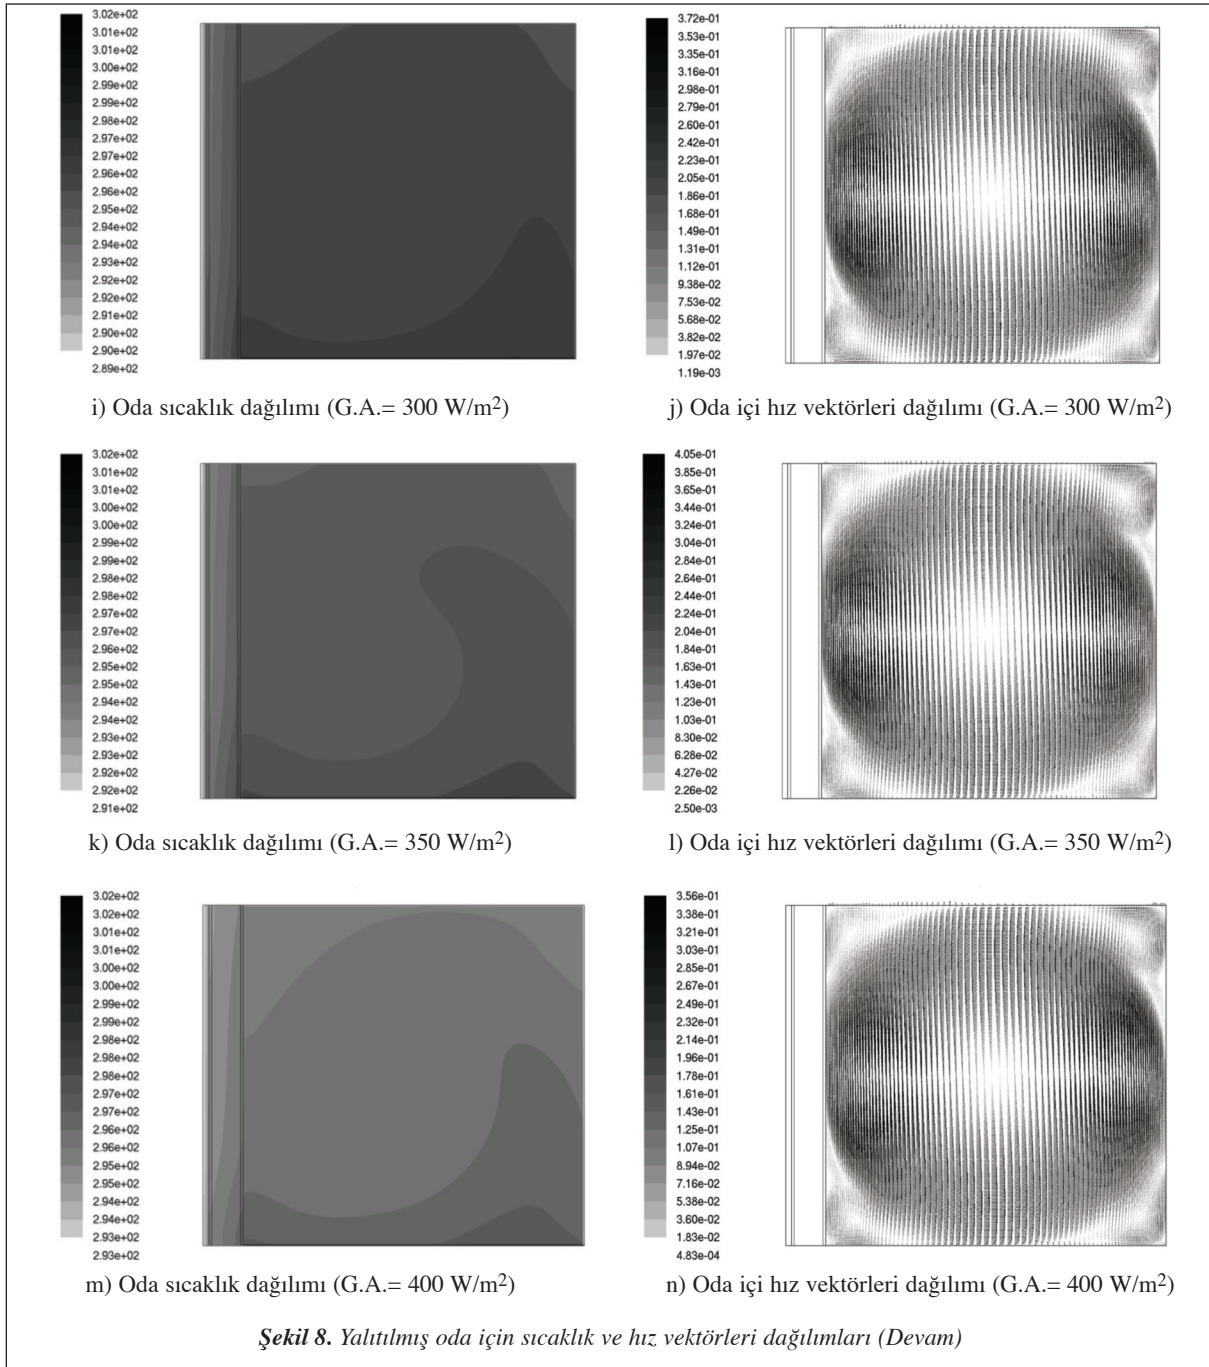 3.02e+02
3.01e+02
3.01e+02
3.00e+02
2.99e+02
2.99e+02
2.98e+02
2.97e+02
2.97e+02
2.96e+02
2.96e+02
2.95e+02
2.94e+02
2.94e+02
2.93e+02
2.92e+02
2.92e+02
2.91e+02
2.90e+02
2.90e+02
2.89e+02
3.72e-01
3.53e-01
3.35e-01
3.16e-01
2.98e-01
2.79e-01
2.60e-01
2.42e-01
2.23e-01
2.05e-01
1.86e-01
1.68e-01
1.49e-01
1.31e-01
1.12e-01
9.38e-02
7.53e-02
5.68e-02
3.82e-02
1.97e-02
1.19e-03
i) Oda sıcaklık dağılımı (G.A.= 300 W/m²)
j) Oda içi hız vektörleri dağılımı (G.A.= 300 W/m²)
3.02e+02
3.01e+02
3.01e+02
3.00e+02
3.00e+02
2.99e+02
2.99e+02
2.98e+02
2.98e+02
2.97e+02
2.97e+02
2.96e+02
2.95e+02
2.95e+02
2.94e+02
2.94e+02
2.93e+02
2.93e+02
2.92e+02
2.92e+02
2.91e+02
4.05e-01
3.85e-01
3.65e-01
3.44e-01
3.24e-01
3.04e-01
2.84e-01
2.64e-01
2.44e-01
2.24e-01
2.04e-01
1.84e-01
1.63e-01
1.43e-01
1.23e-01
1.03e-01
8.30e-02
6.28e-02
4.27e-02
2.26e-02
2.50e-03
k) Oda sıcaklık dağılımı (G.A.= 350 W/m²)
l) Oda içi hız vektörleri dağılımı (G.A.= 350 W/m²)
3.02e+02
3.02e+02
3.01e+02
3.01e+02
3.00e+02
3.00e+02
2.99e+02
2.99e+02
2.98e+02
2.98e+02
2.98e+02
2.97e+02
2.97e+02
2.96e+02
2.96e+02
2.95e+02
2.95e+02
2.94e+02
2.94e+02
2.93e+02
2.93e+02
3.56e-01
3.38e-01
3.21e-01
3.03e-01
2.85e-01
2.67e-01
2.49e-01
2.32e-01
2.14e-01
1.96e-01
1.78e-01
1.61e-01
1.43e-01
1.25e-01
1.07e-01
8.94e-02
7.16e-02
5.38e-02
3.60e-02
1.83e-02
4.83e-04
m) Oda sıcaklık dağılımı (G.A.= 400 W/m²)
n) Oda içi hız vektörleri dağılımı (G.A.= 400 W/m²)
Şekil 8. Yalıtılmış oda için sıcaklık ve hız vektörleri dağılımları (Devam)